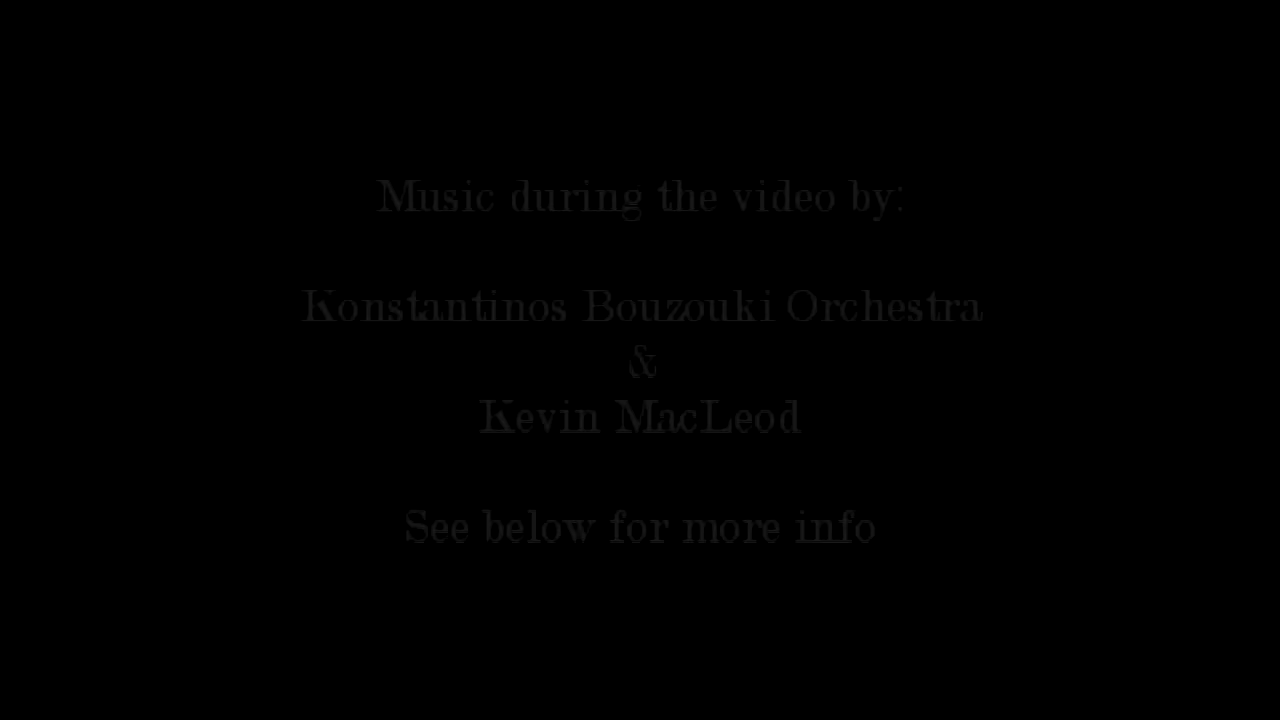 Music during the video by:
Konstantinos Bouzouki Orchestra
&
Kevin MacLeod
See below for more info